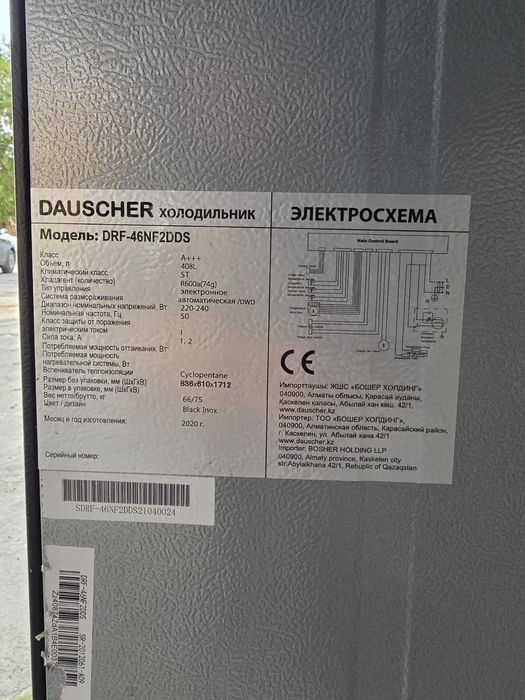 DAUSCHER ХОЛОДИЛЬНИК
Модель: DRF-46NF2DDS
Класс A+++
Объем, л 408L
Климатический класс ST
Хладагент (количество) R600a(74g)
Тип управления электронное
Система размораживания автоматическая /DWD
Диапазон номинальных напряжений, Вт 220-240
Номинальная частота, Гц 50
Класс защиты от поражения
электрическим током I
Сила тока, А 1, 2
Потребляемая мощность оттаивания, Вт
Потребляемая мощность
нагревательной системы, Вт
Вспениватель теплоизоляции Cyclopentane
Размер без упаковки, мм (ШхГхВ) 836x610x1712
Размер в упаковке, мм (ШхГхВ)
Вес нетто/брутто, кг 66/75
Цвет / дизайн Black Inox
Месяц и год изготовления 2020 г.
Серийный номер:
SDRF-46NF2DDS21040024
ЭЛЕКТРОСХЕМА
Main Control Board
CE
Импорттаушы: ЖШС "БОШЕР ХОЛДИНГ"
040900, Алматы облысы, Қарасай ауданы,
Қаскелен қаласы, Абылай хан көш. 42/1,
www.dauscher.kz
Импортер: ТОО «БОШЕР ХОЛДИНГ»
040900, Алматинская область, Карасайский район,
г. Каскелен, ул. Абылай хана 42/1
www.dauscher.kz
Importer: BOSHER HOLDING LLP
040900, Almaty province, Kaskelen city
str.Abylaikhana 42/1, Rebuplic of Qazaqstan
DRF-46NF2DDS